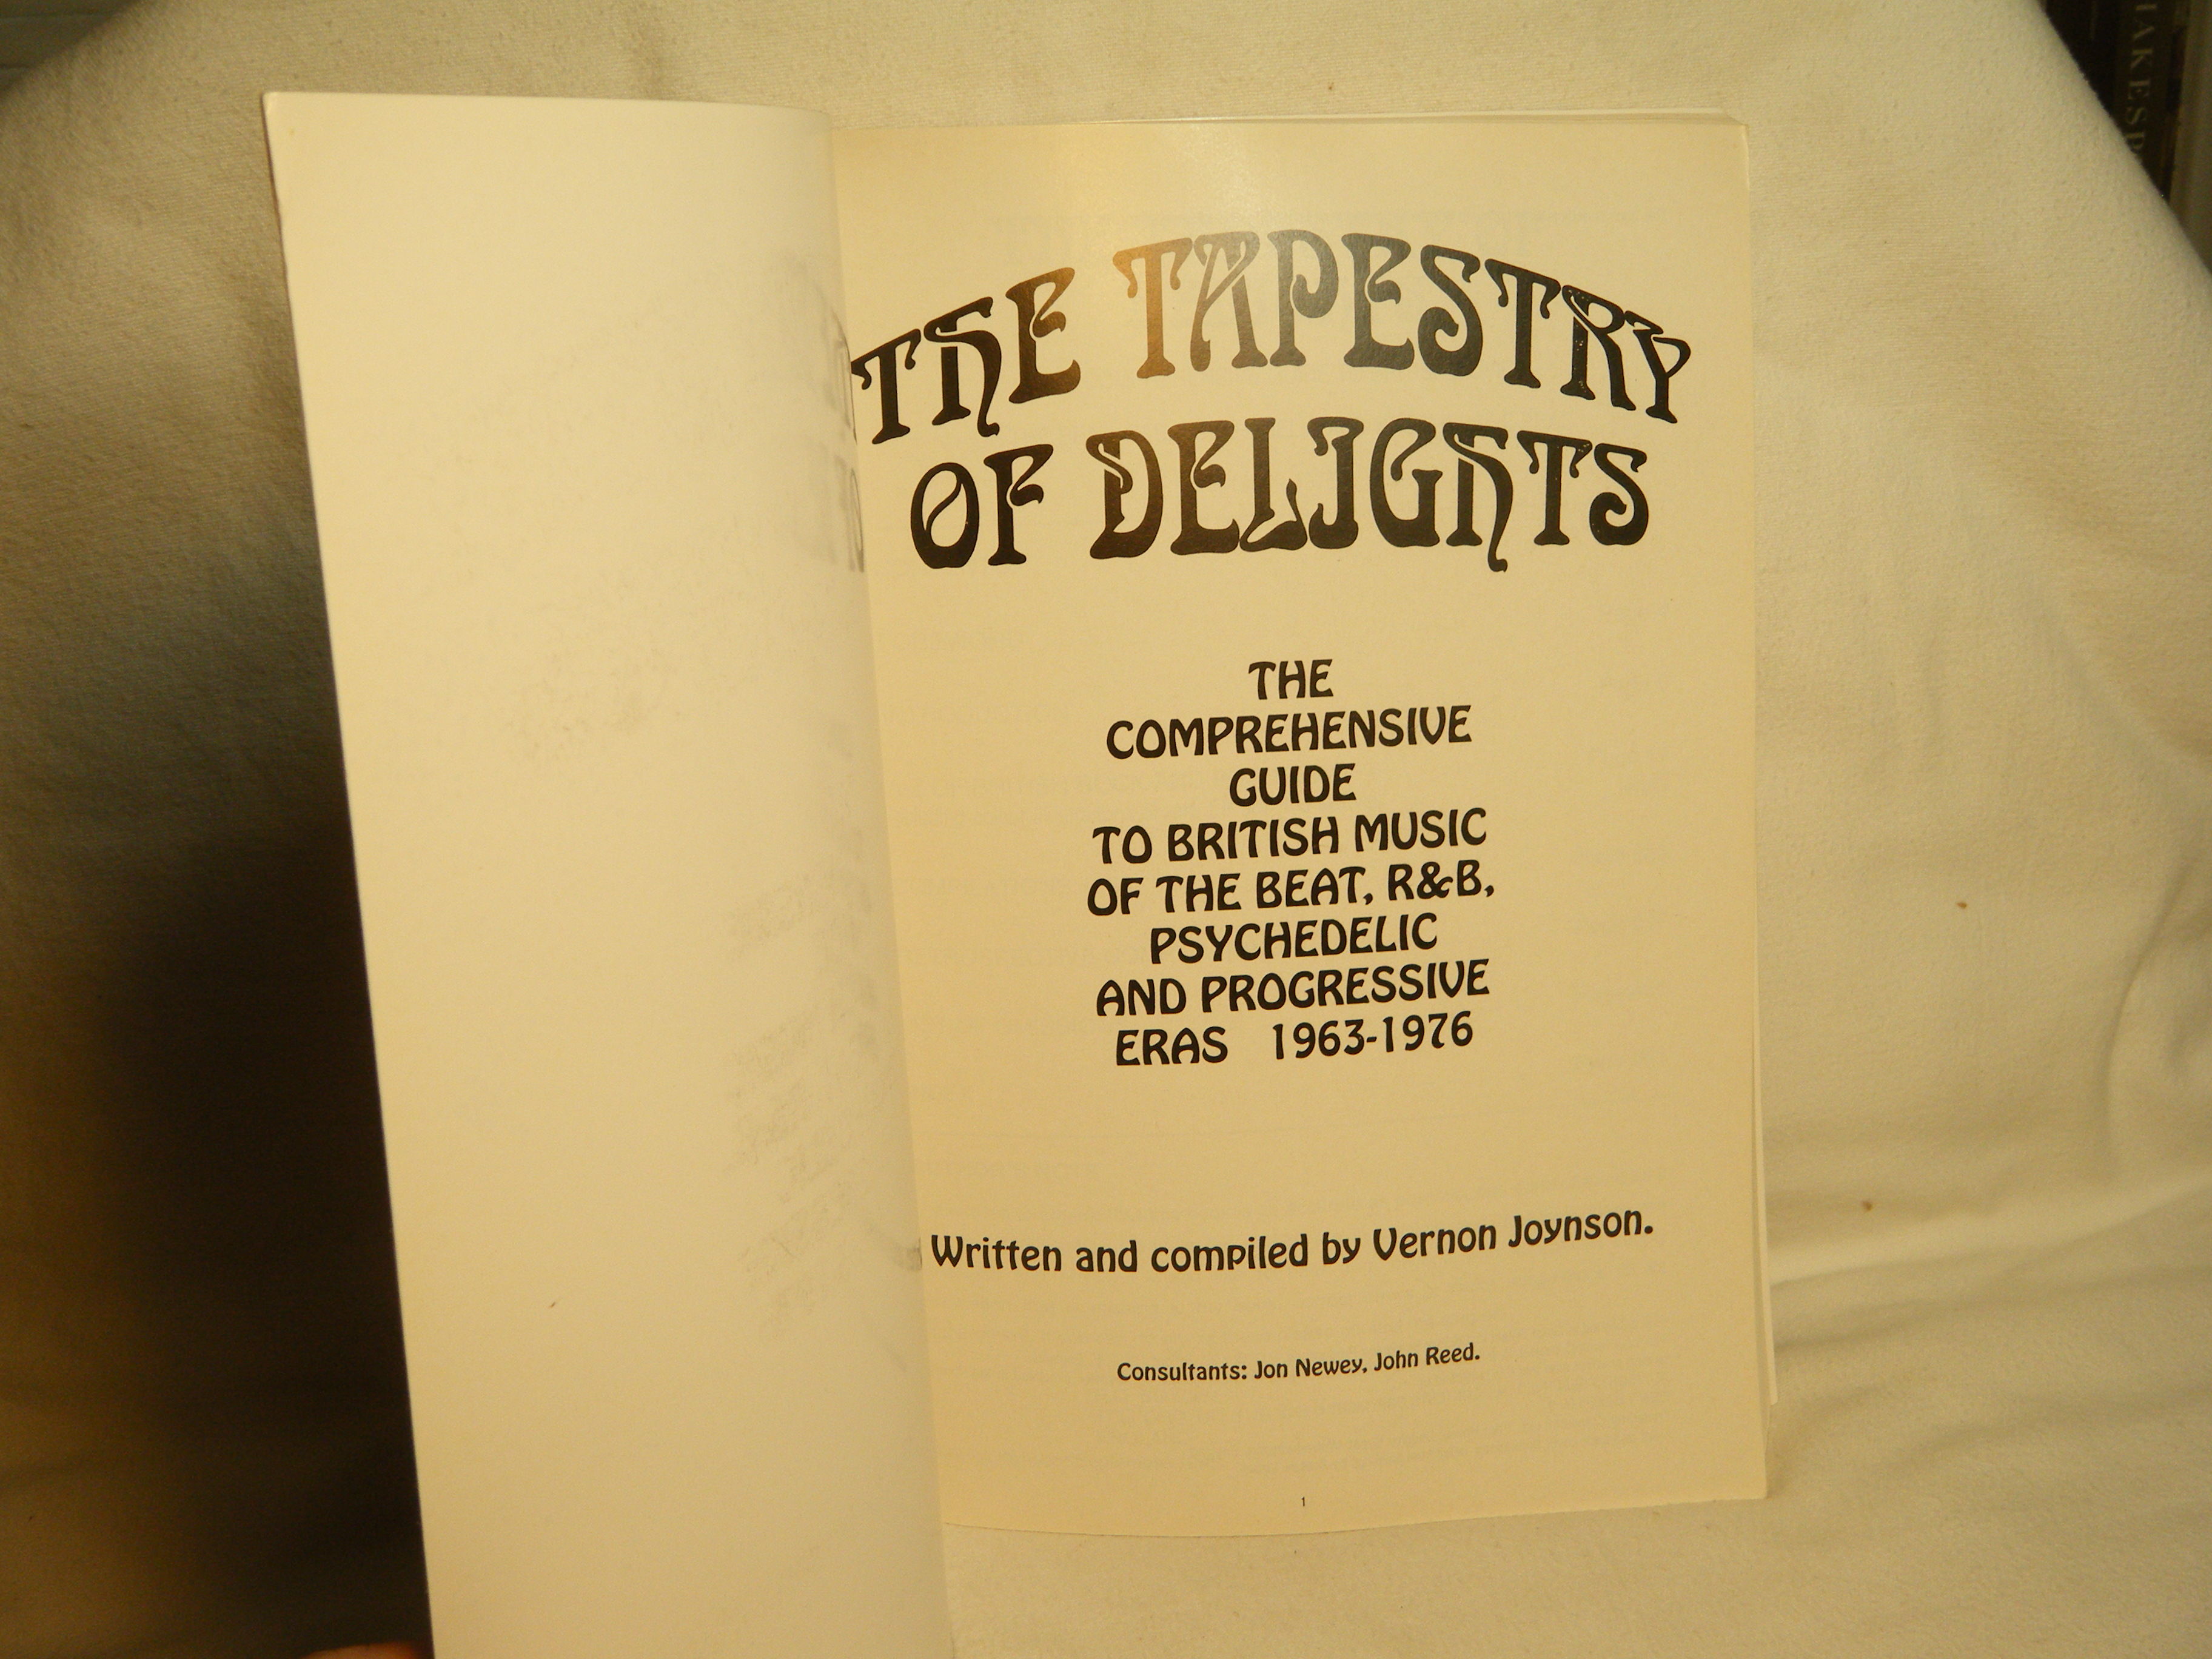 THE TAPESTRY
OF DELIGHTS
THE
COMPREHENSIVE
GUIDE
TO BRITISH MUSIC
OF THE BEAT, R&B,
PSYCHEDELIC
AND PROGRESSIVE
ERAS 1963-1976
Written and compiled by Vernon Joynson.
Consultants: Jon Newey, John Reed.
1